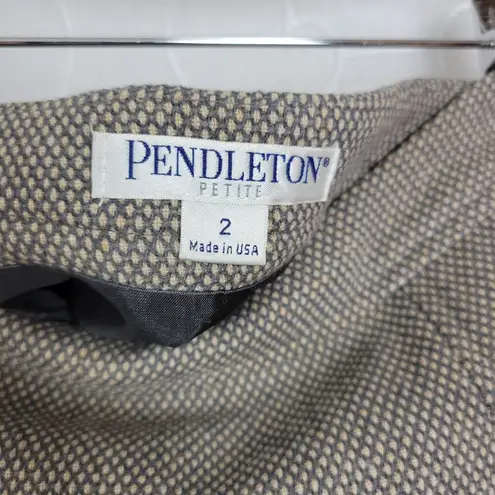 PENDLETON®
PETITE
2
Made in USA